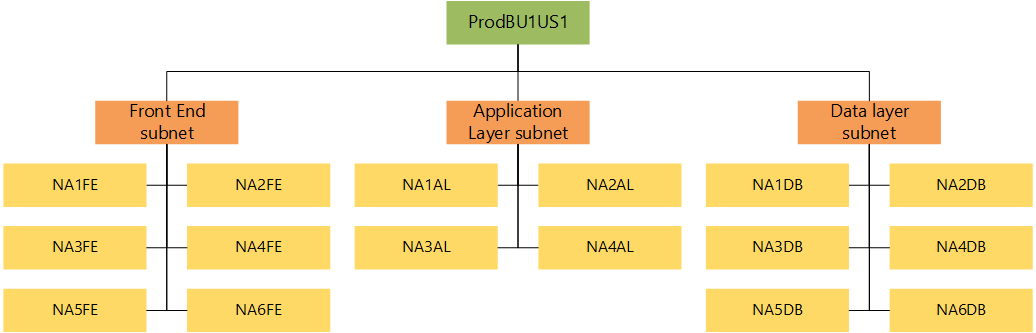 ProdBU1US1
Front End
subnet
Application
Layer subnet
Data layer
subnet
NA1FE
NA2FE
NA1AL
NA2AL
NA1DB
NA2DB
NA3FE
NA4FE
NA3AL
NA4AL
NA3DB
NA4DB
NA5FE
NA6FE
NA5DB
NA6DB